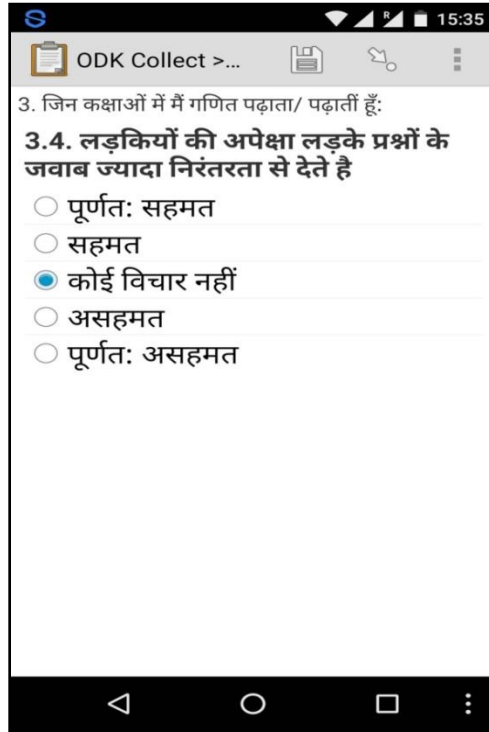 15:35
ODK Collect >...
3. जिन कक्षाओं में मैं गणित पढ़ाता/ पढ़ातीं हूँ:
3.4. लड़कियों की अपेक्षा लड़के प्रश्नों के
जवाब ज्यादा निरंतरता से देते है
पूर्णत: सहमत
सहमत
कोई विचार नहीं
असहमत
पूर्णत: असहमत